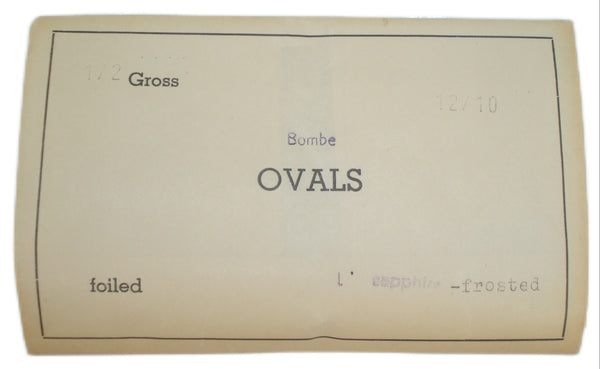 1/2 Gross
12/10
Bombe
OVALS
foiled L' sapphire -frosted